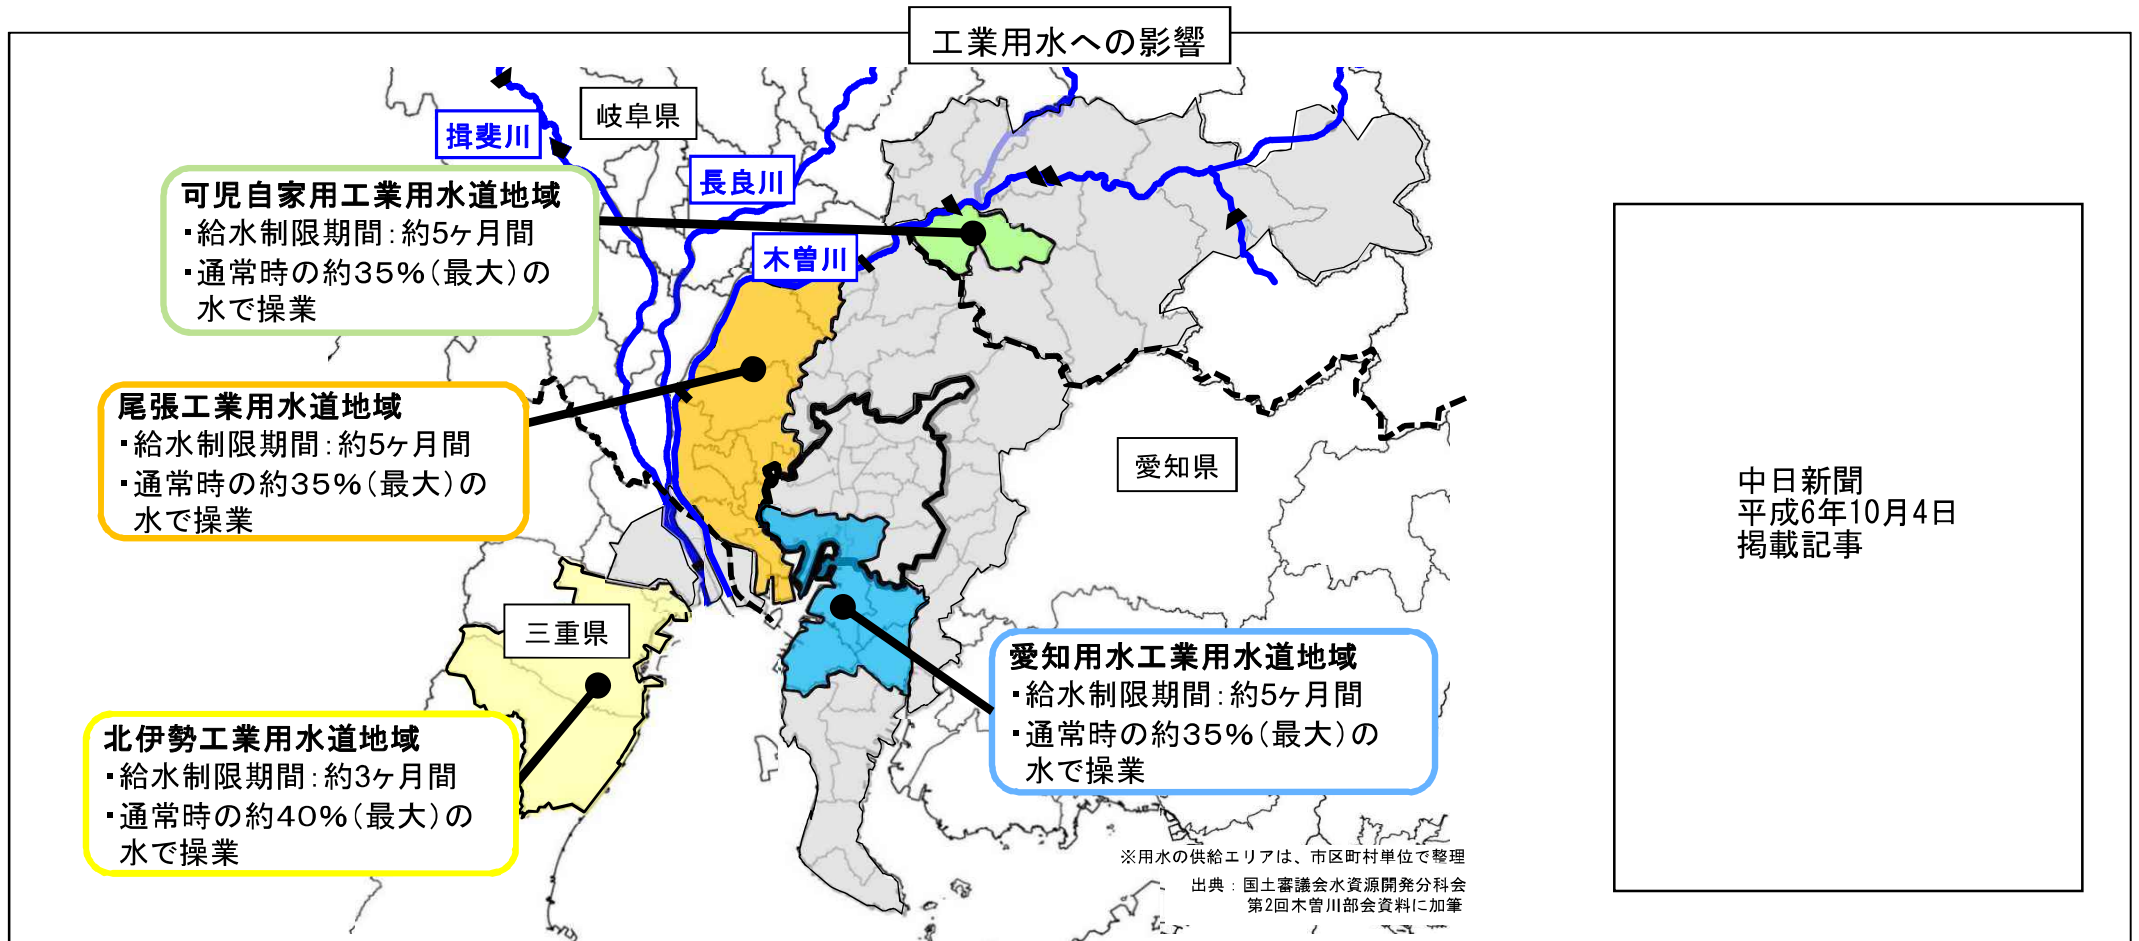 工業用水への影響
岐阜県
揖斐川
長良川
木曽川
可児自家用工業用水道地域
・給水制限期間：約5ヶ月間
・通常時の約35%（最大）の
水で操業
尾張工業用水道地域
・給水制限期間：約5ヶ月間
・通常時の約35%（最大）の
水で操業
愛知県
三重県
愛知用水工業用水道地域
・給水制限期間：約5ヶ月間
・通常時の約35%（最大）の
水で操業
北伊勢工業用水道地域
・給水制限期間：約3ヶ月間
・通常時の約40%（最大）の
水で操業
※用水の供給エリアは、市区町村単位で整理
出典：国土審議会水資源開発分科会
第2回木曽川部会資料に加筆
中日新聞
平成6年10月4日
掲載記事